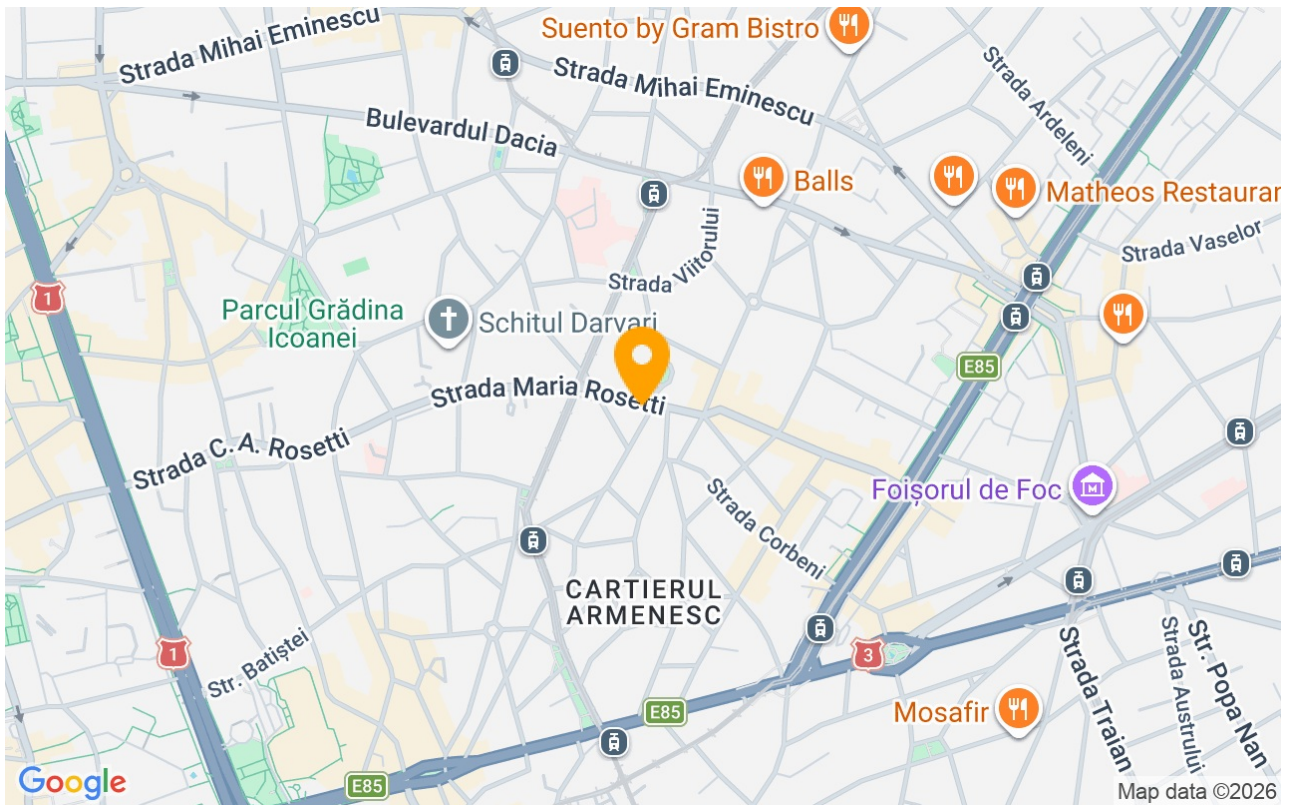 Suento by Gram Bistro
Strada Mihai Eminescu
Strada Mihai Eminescu
Strada Ardeleni
Bulevardul Dacia
Balls
Matheos Restaurar
Strada Viitorului
Strada Vaselor
1
Parcul Grădina
Icoanei
Schitul Darvari
E85
Strada Maria Rosetti
Strada C. A. Rosetti
Foișorul de Foc
M
Strada Corbeni
CARTIERUL
ARMENESC
1
Str. Batiștei
3
E85
Mosafir
Strada Traian
Strada Austrului
Str. Popa Nan
E85
Google
Map data ©2026